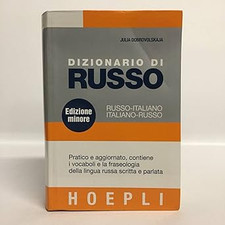 JULIA DOBROVOLSKAJA
DIZIONARIO DI
RUSSO
Edizione
minore
RUSSO-ITALIANO
ITALIANO-RUSSO
Pratico e aggiornato, contiene
i vocaboli e la fraseologia
della lingua russa scritta e parlata
HOEPLI